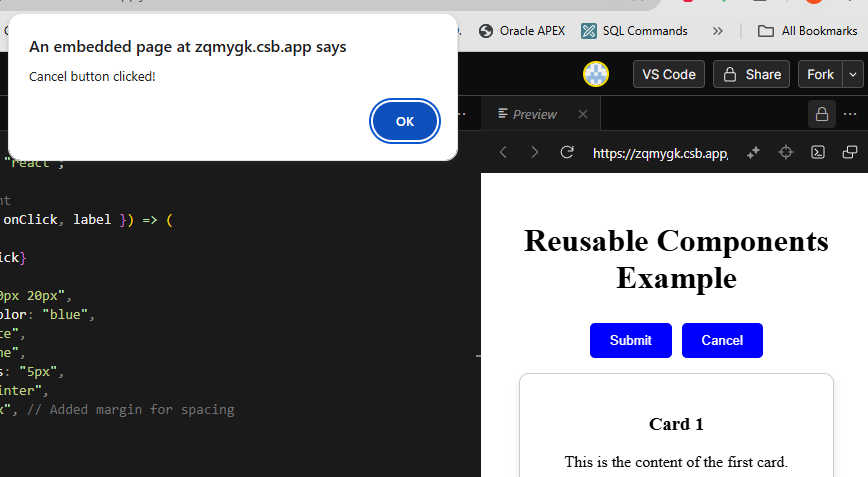 An embedded page at zqmygk.csb.app says
Cancel button clicked!
OK
Oracle APEX
SQL Commands
»
All Bookmarks
VS Code
Share
Fork
Preview
https://zqmygk.csb.app,
"react";
onClick, label }) => (
ick}
0px 20px",
olor: "blue",
te",
ne",
s: "5px",
inter",
x", // Added margin for spacing
Reusable Components
Example
Submit
Cancel
Card 1
This is the content of the first card.